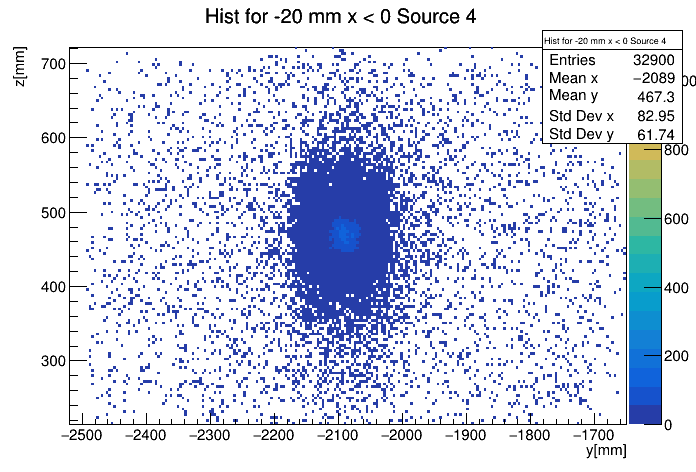 Hist for -20 mm x < 0 Source 4
Hist for -20 mm x < 0 Source 4
Entries 32900
Mean x −2089
Mean y 467.3
Std Dev x 82.95
Std Dev y 61.74
z[mm]
700
600
500
400
300
−2500 −2400 −2300 −2200 −2100 −2000 −1900 −1800 −1700
y[mm]
800
600
400
200
0